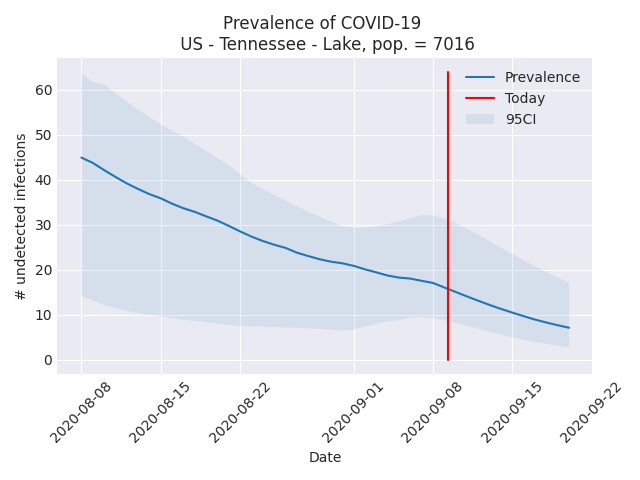 Prevalence of COVID-19
US - Tennessee - Lake, pop. = 7016
Prevalence
Today
95CI
# undetected infections
60
50
40
30
20
10
0
2020-08-08
2020-08-15
2020-08-22
2020-09-01
2020-09-08
2020-09-15
2020-09-22
Date